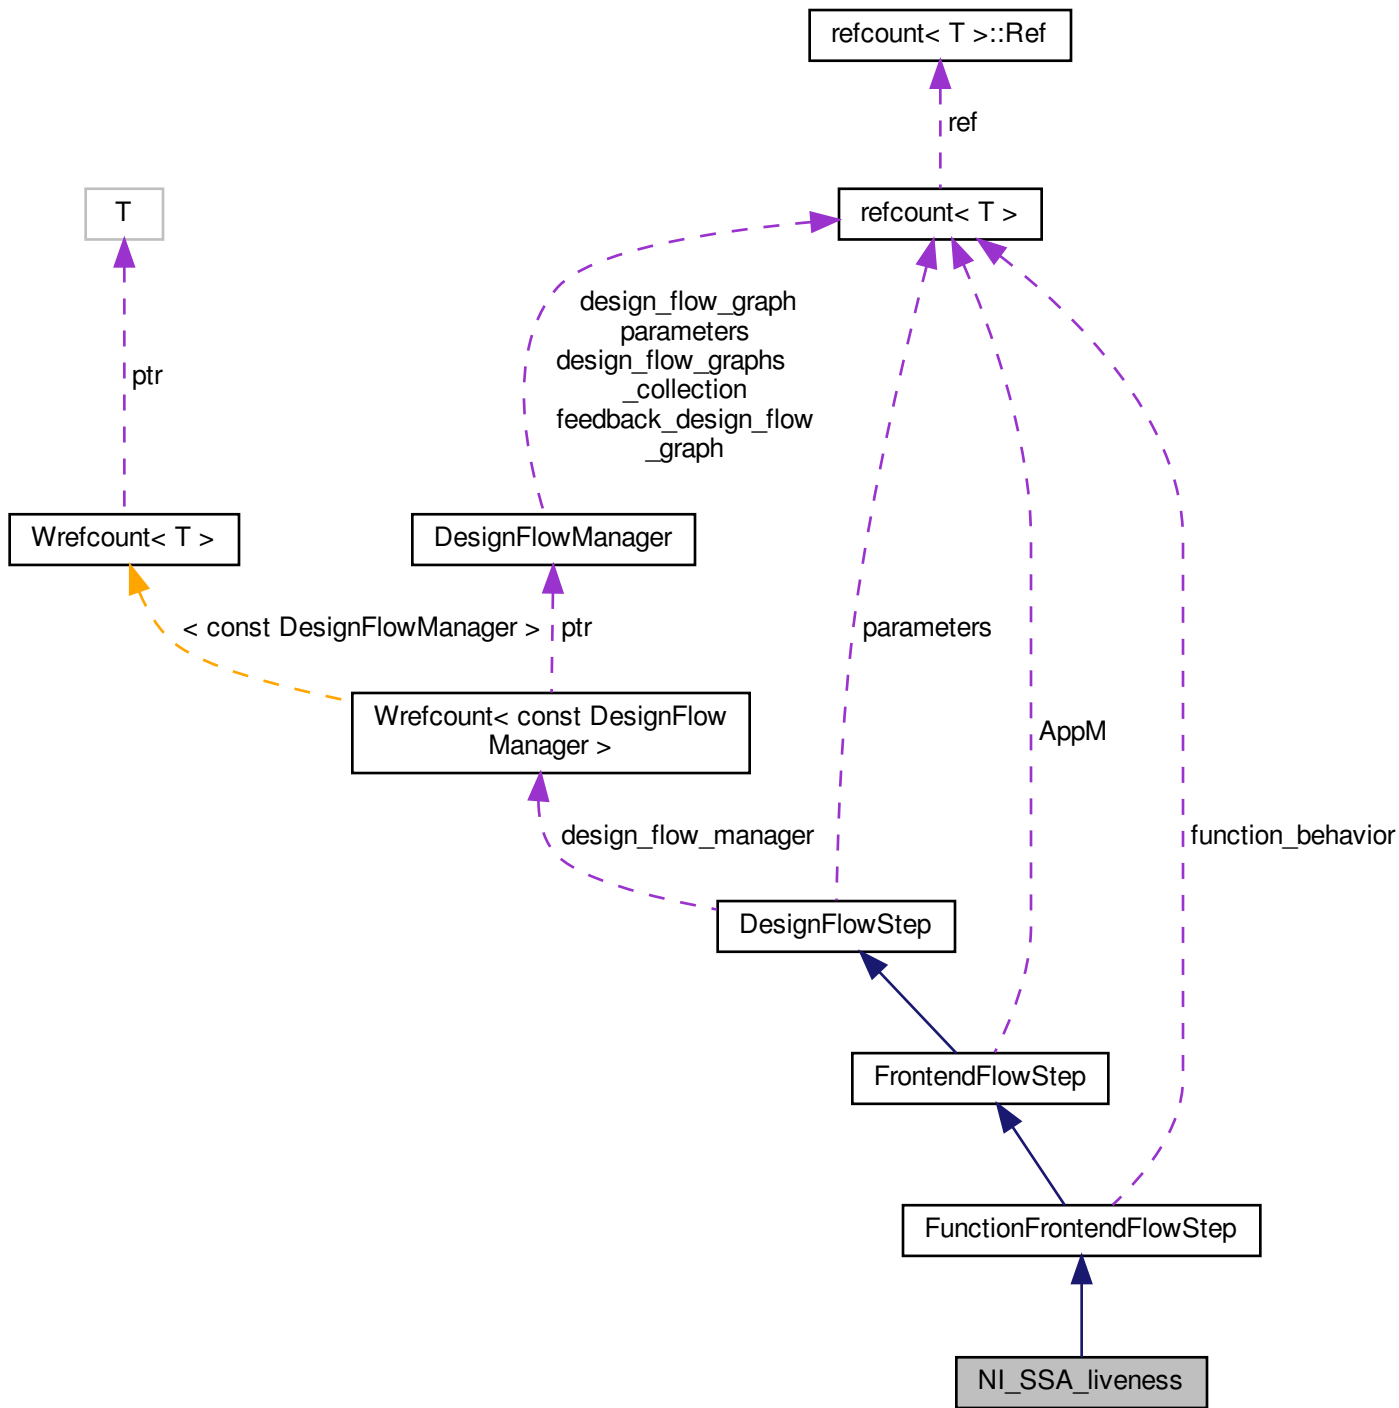 refcount< T >::Ref
ref
T
refcount< T >
design_flow_graph
parameters
design_flow_graphs
_collection
feedback_design_flow
_graph
ptr
Wrefcount< T >
DesignFlowManager
< const DesignFlowManager >
ptr
parameters
Wrefcount< const DesignFlow
Manager >
AppM
design_flow_manager
function_behavior
DesignFlowStep
FrontendFlowStep
FunctionFrontendFlowStep
NI_SSA_liveness